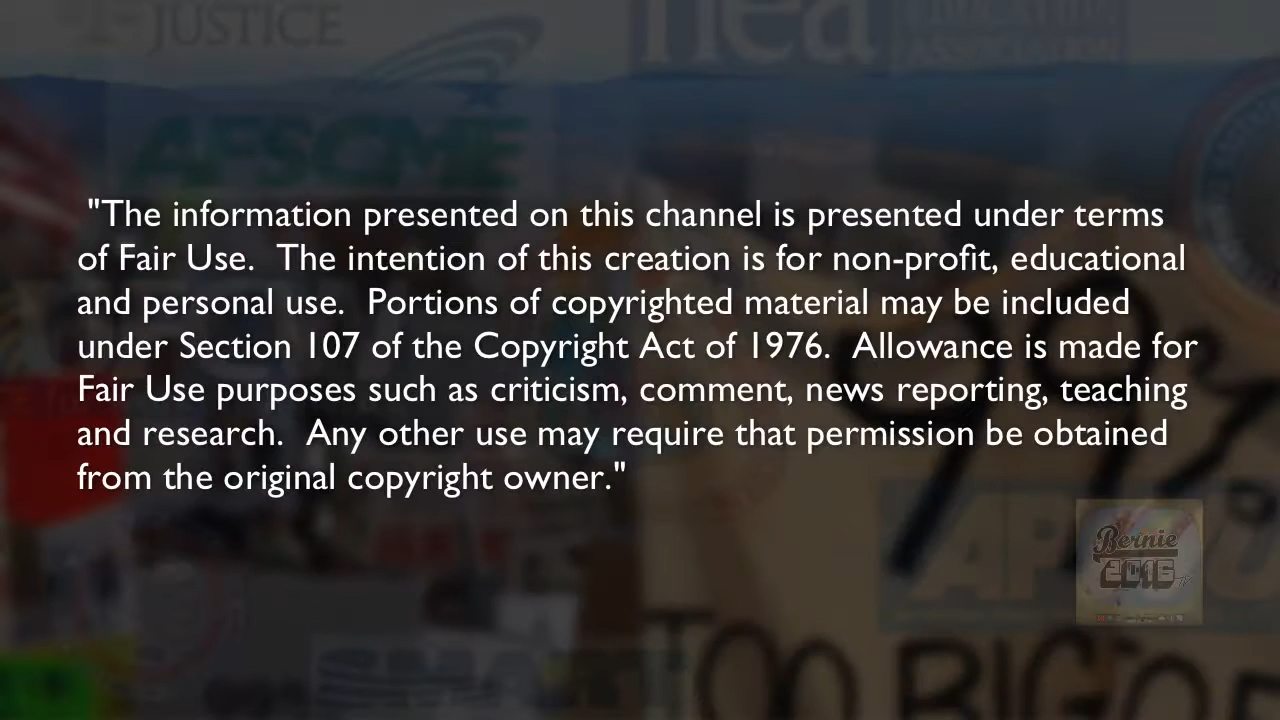 JUSTICE
nea
ASSOCIATION
AFSCME
"The information presented on this channel is presented under terms
of Fair Use.  The intention of this creation is for non-profit, educational
and personal use.  Portions of copyrighted material may be included
under Section 107 of the Copyright Act of 1976.  Allowance is made for
Fair Use purposes such as criticism, comment, news reporting, teaching
and research.  Any other use may require that permission be obtained
from the original copyright owner."
Bernie
2016
TV
TOO BIG